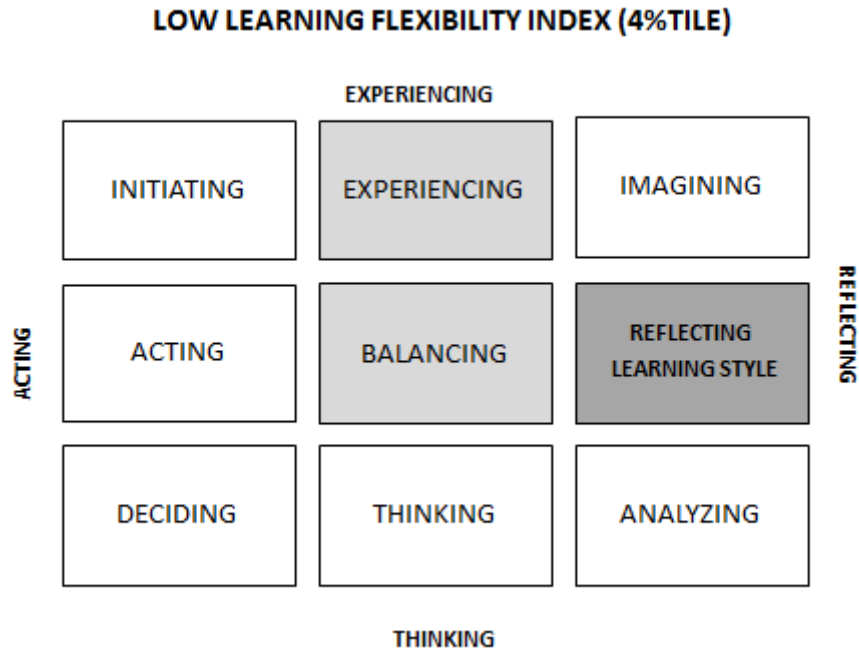 LOW LEARNING FLEXIBILITY INDEX (4%TILE)
EXPERIENCING
INITIATING
EXPERIENCING
IMAGINING
ACTING
ACTING
BALANCING
REFLECTING
LEARNING STYLE
REFLECTING
DECIDING
THINKING
ANALYZING
THINKING